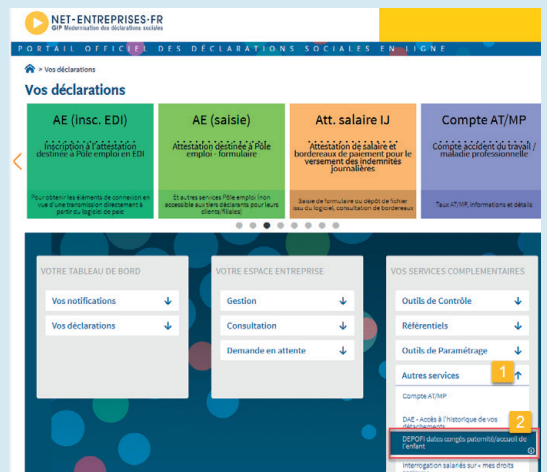 NET-ENTREPRISES·FR
GIP Modernisation des déclarations sociales
PORTAIL OFFICIEL DES DÉCLARATIONS SOCIALES EN LIGNE
> Vos déclarations
Vos déclarations
AE (insc. EDI)
Inscription à l'attestation
destinée à Pôle emploi en EDI
Pour obtenir les éléments de connexion en
vue d'une transmission directement à
partir du logiciel de paie
AE (saisie)
Attestation destinée à Pôle
emploi - formulaire
Et autres services Pôle emploi (non
accessible aux tiers déclarants pour leurs
clients/filiales)
Att. salaire IJ
Attestation de salaire et
bordereaux de paiement pour le
versement des indemnités
journalières
Saisie de formulaire ou dépôt de fichier
issu du logiciel, consultation de bordereaux
Compte AT/MP
Compte accident du travail /
maladie professionnelle
Taux AT/MP, informations et détails
VOTRE TABLEAU DE BORD
Vos notifications
Vos déclarations
VOTRE ESPACE ENTREPRISE
Gestion
Consultation
Demande en attente
VOS SERVICES COMPLEMENTAIRES
Outils de Contrôle
Référentiels
Outils de Paramétrage
Autres services
1
Compte AT/MP
DAE - Accès à l'historique de vos
détachements
2
DEPOFI dates congés paternité/accueil de
l'enfant
Interrogation salariés sur « mes droits